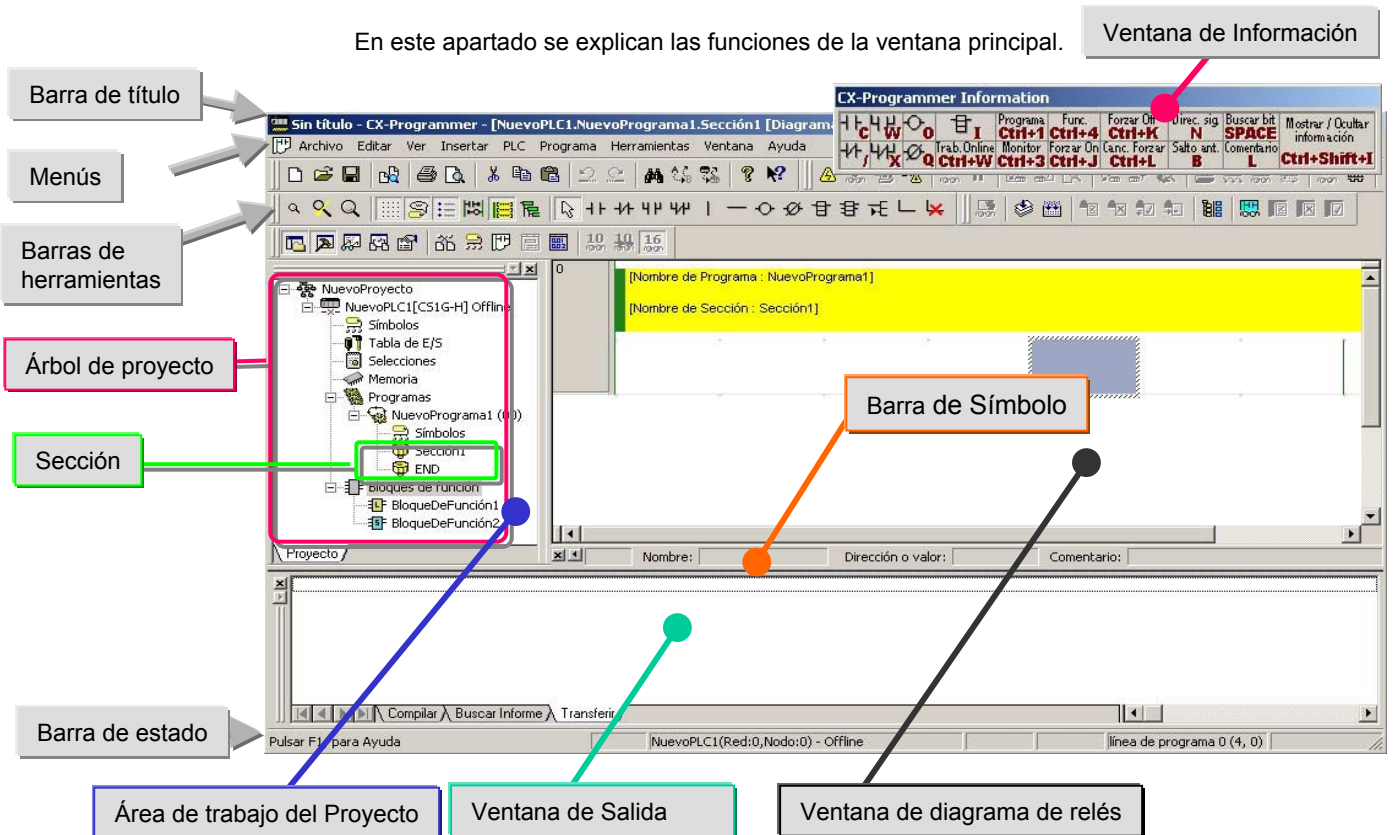 En este apartado se explican las funciones de la ventana principal.
Ventana de Información
Barra de título
Menús
Barras de
herramientas
Árbol de proyecto
Sección
Barra de estado
CX-Programmer Information
C W O I Programa Func. Forzar Off Direc. sig Buscar bit Mostrar / Ocultar
Ctrl+1 Ctrl+4 Ctrl+K N SPACE información
/ X Q Trab.Online Monitor Forzar On Canc. Forzar Salto ant. Comentario
Ctrl+W Ctrl+3 Ctrl+J Ctrl+L B L Ctrl+Shift+I
Sin título - CX-Programmer - [NuevoPLC1.NuevoPrograma1.Sección1 [Diagram
Archivo Editar Ver Insertar PLC Programa Herramientas Ventana Ayuda
10 10 16
NuevoProyecto
NuevoPLC1[CS1G-H] Offline
Símbolos
Tabla de E/S
Selecciones
Memoria
Programas
NuevoPrograma1 (00)
Símbolos
Sección1
END
Bloques de función
BloqueDeFunción1
BloqueDeFunción2
Proyecto
0
[Nombre de Programa : NuevoPrograma1]
[Nombre de Sección : Sección1]
Barra de Símbolo
Nombre: Dirección o valor: Comentario:
Compilar Buscar Informe Transferir
Pulsar F1 para Ayuda NuevoPLC1(Red:0,Nodo:0) - Offline línea de programa 0 (4, 0)
Área de trabajo del Proyecto
Ventana de Salida
Ventana de diagrama de relés